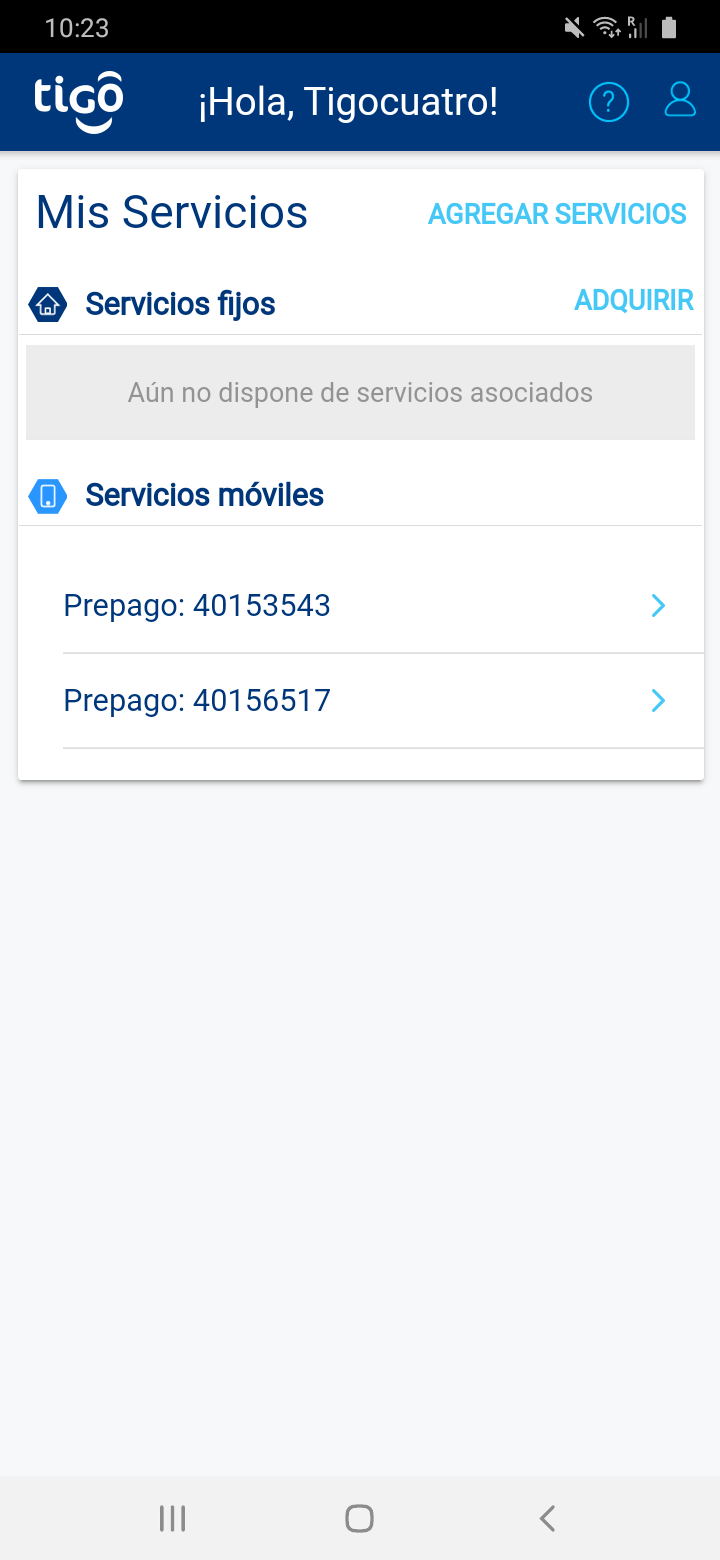 10:23
R
tigo
¡Hola, Tigocuatro!
?
Mis Servicios
AGREGAR SERVICIOS
Servicios fijos
ADQUIRIR
Aún no dispone de servicios asociados
Servicios móviles
Prepago: 40153543
Prepago: 40156517